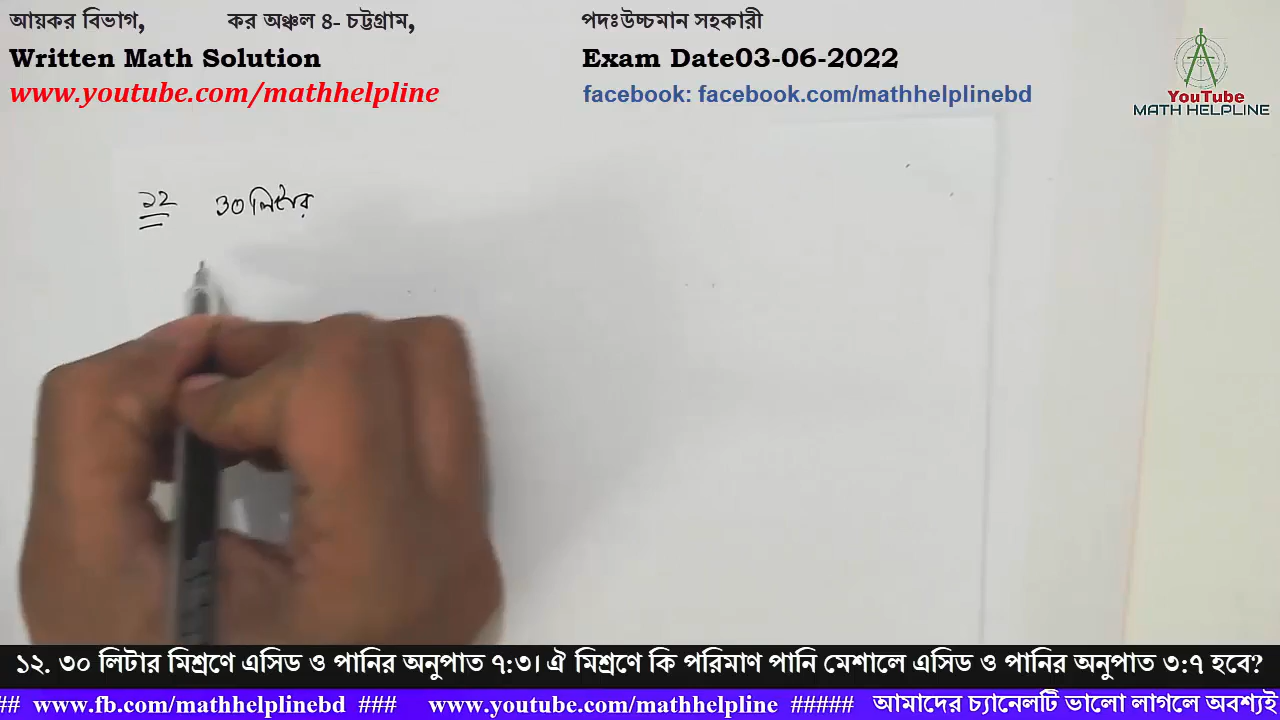 আয়কর বিভাগ, কর অঞ্চল ৪- চট্টগ্রাম, পদঃউচ্চমান সহকারী
Written Math Solution Exam Date03-06-2022
www.youtube.com/mathhelpline facebook: facebook.com/mathhelplinebd
YouTube
MATH HELPLINE
১২ ৩০ লিটার
১২. ৩০ লিটার মিশ্রণে এসিড ও পানির অনুপাত ৭:৩। ঐ মিশ্রণে কি পরিমাণ পানি মেশালে এসিড ও পানির অনুপাত ৩:৭ হবে?
## www.fb.com/mathhelplinebd ### www.youtube.com/mathhelpline ##### আমাদের চ্যানেলটি ভালো লাগলে অবশ্যই